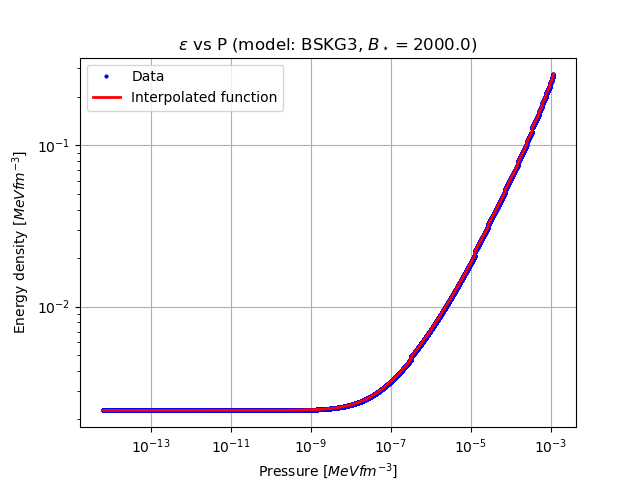 ε vs P (model: BSKG3, B⋆ = 2000.0)
Data
Interpolated function
Energy density [MeVfm⁻³]
10⁻¹
10⁻²
10⁻¹³ 10⁻¹¹ 10⁻⁹ 10⁻⁷ 10⁻⁵ 10⁻³
Pressure [MeVfm⁻³]